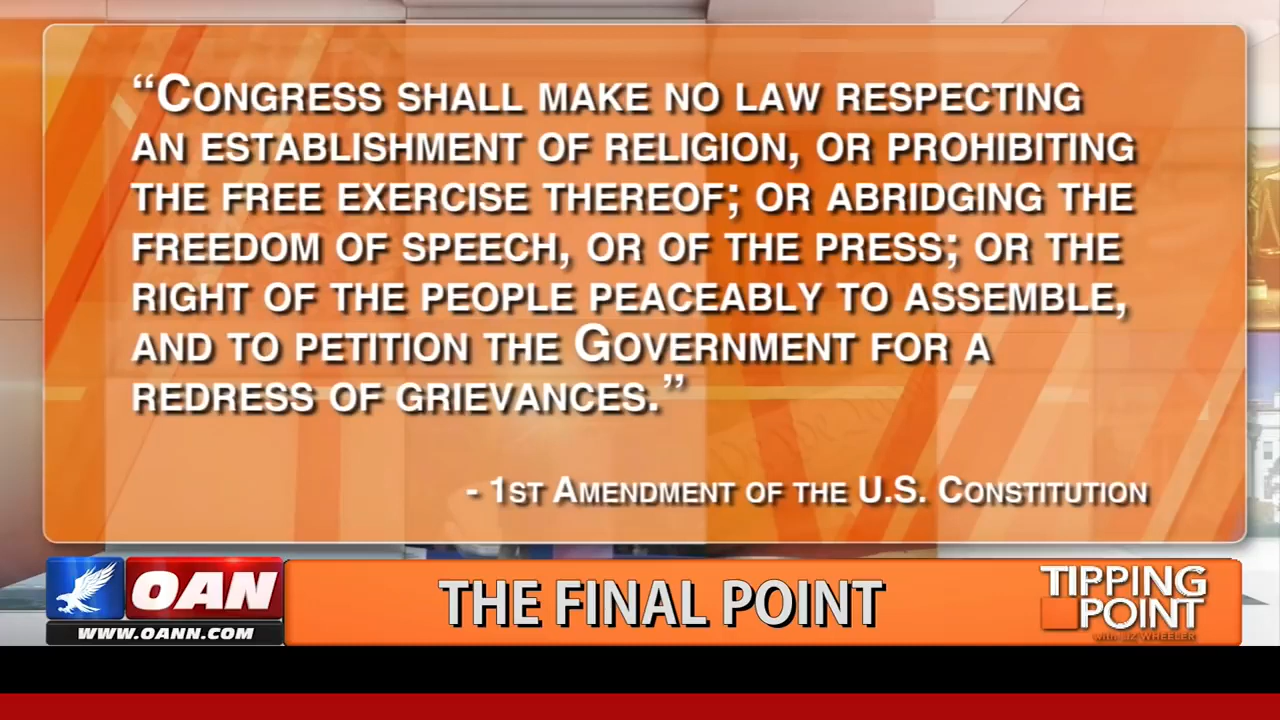 “Congress shall make no law respecting
an establishment of religion, or prohibiting
the free exercise thereof; or abridging the
freedom of speech, or of the press; or the
right of the people peaceably to assemble,
and to petition the Government for a
redress of grievances.”
- 1st Amendment of the U.S. Constitution
OAN
WWW.OANN.COM
THE FINAL POINT
TIPPING
POINT
with LIZ WHEELER